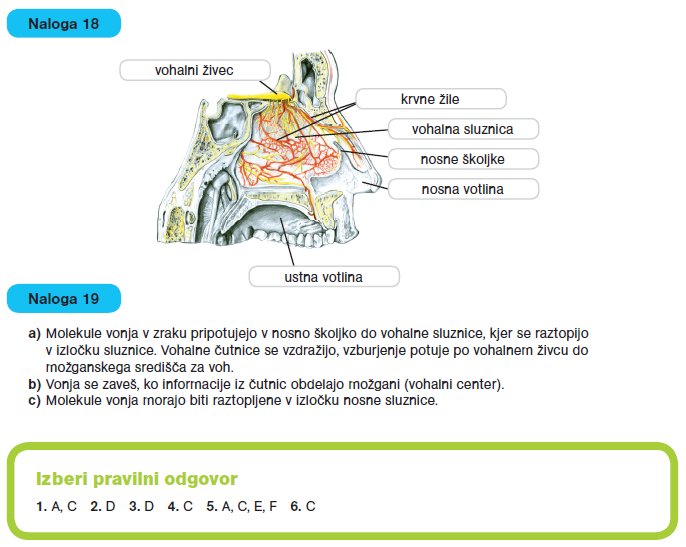 Naloga 18
vohalni živec
krvne žile
vohalna sluznica
nosne školjke
nosna votlina
ustna votlina
Naloga 19
a) Molekule vonja v zraku pripotujejo v nosno školjko do vohalne sluznice, kjer se raztopijo
v izločku sluznice. Vohalne čutnice se vzdražijo, vzburjenje potuje po vohalnem živcu do
možganskega središča za voh.
b) Vonja se zaveš, ko informacije iz čutnic obdelajo možgani (vohalni center).
c) Molekule vonja morajo biti raztopljene v izločku nosne sluznice.
Izberi pravilni odgovor
1. A, C 2. D 3. D 4. C 5. A, C, E, F 6. C